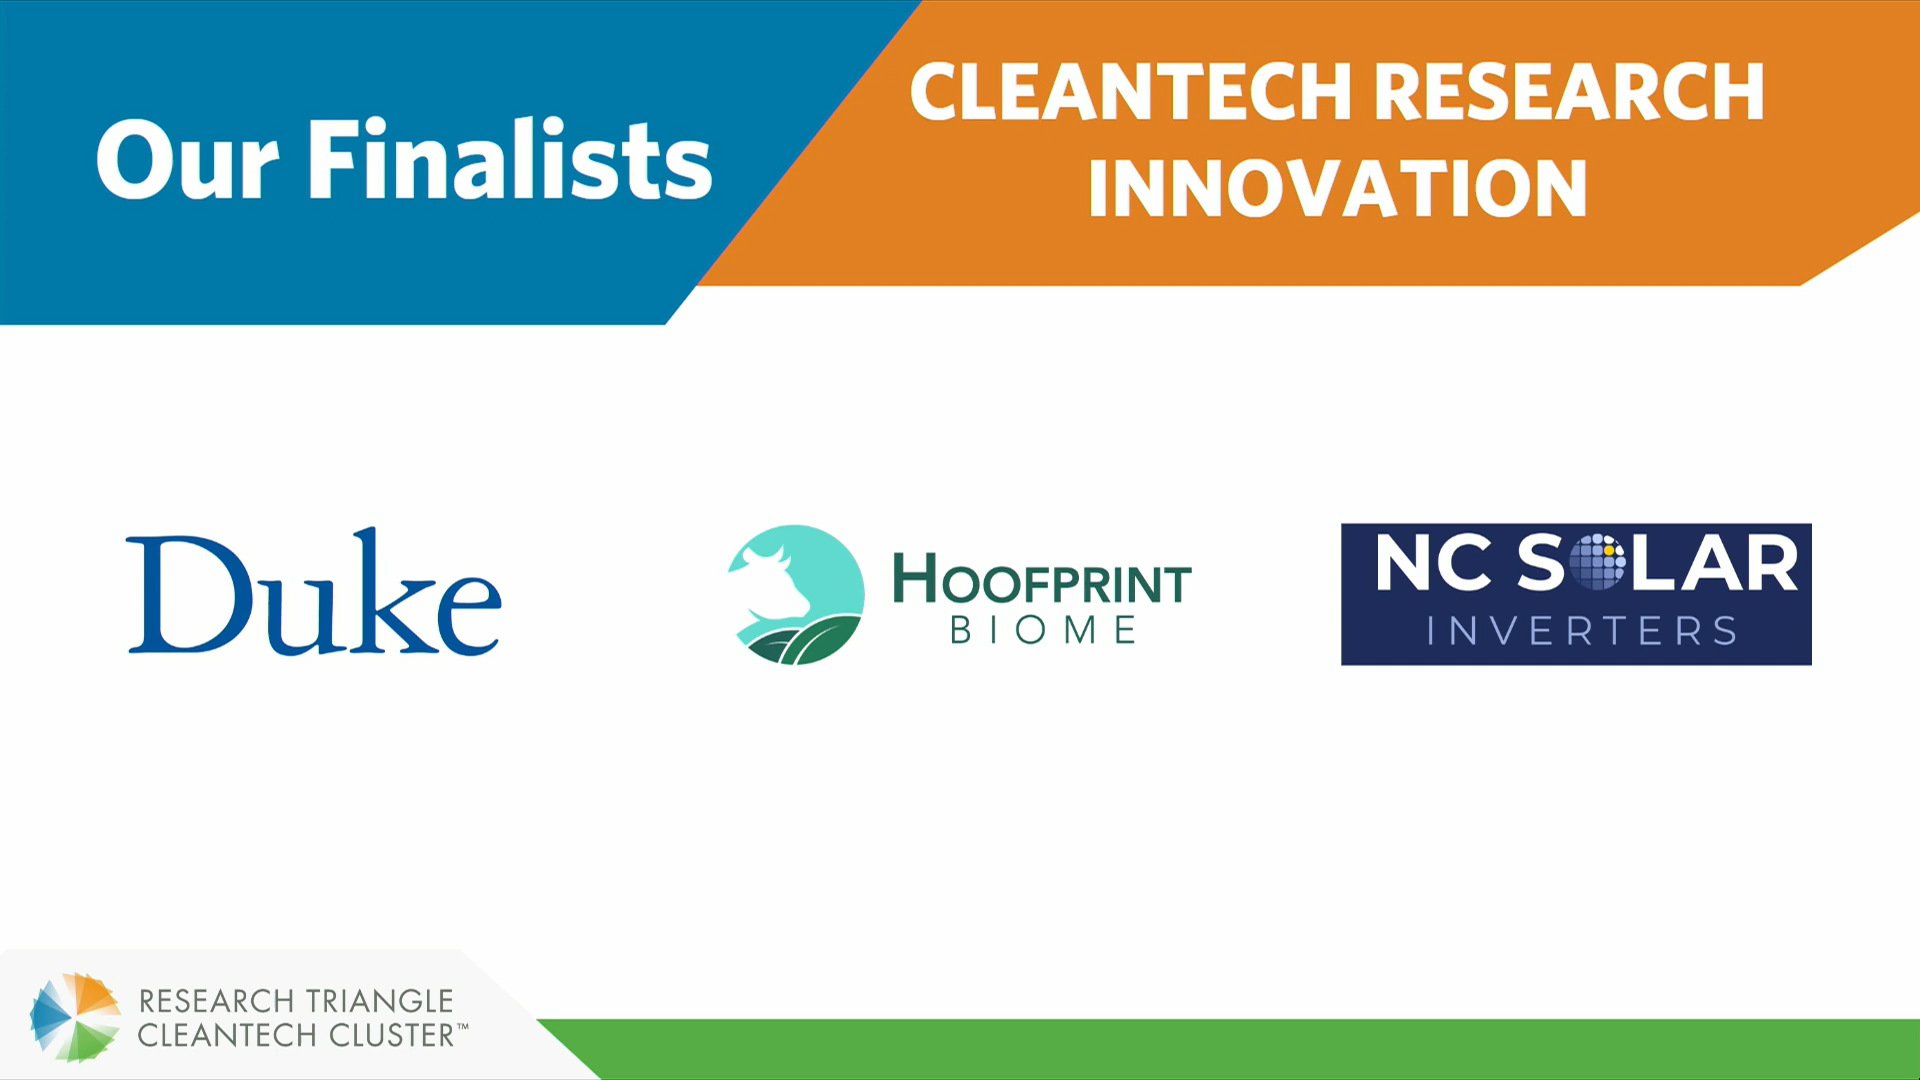 Our Finalists
CLEANTECH RESEARCH
INNOVATION
Duke
HOOFPRINT
BIOME
NC SOLAR
INVERTERS
RESEARCH TRIANGLE
CLEANTECH CLUSTER™